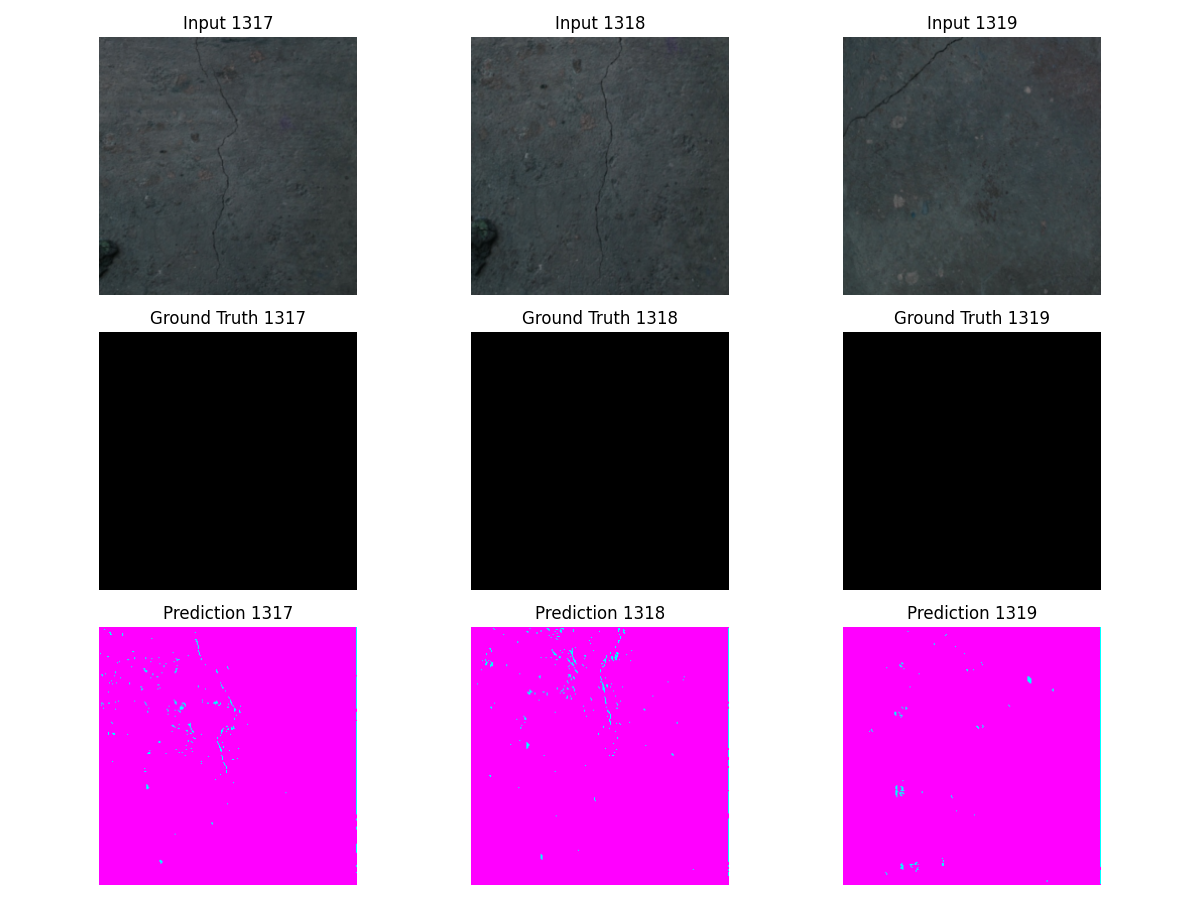 Input 1317
Input 1318
Input 1319
Ground Truth 1317
Ground Truth 1318
Ground Truth 1319
Prediction 1317
Prediction 1318
Prediction 1319